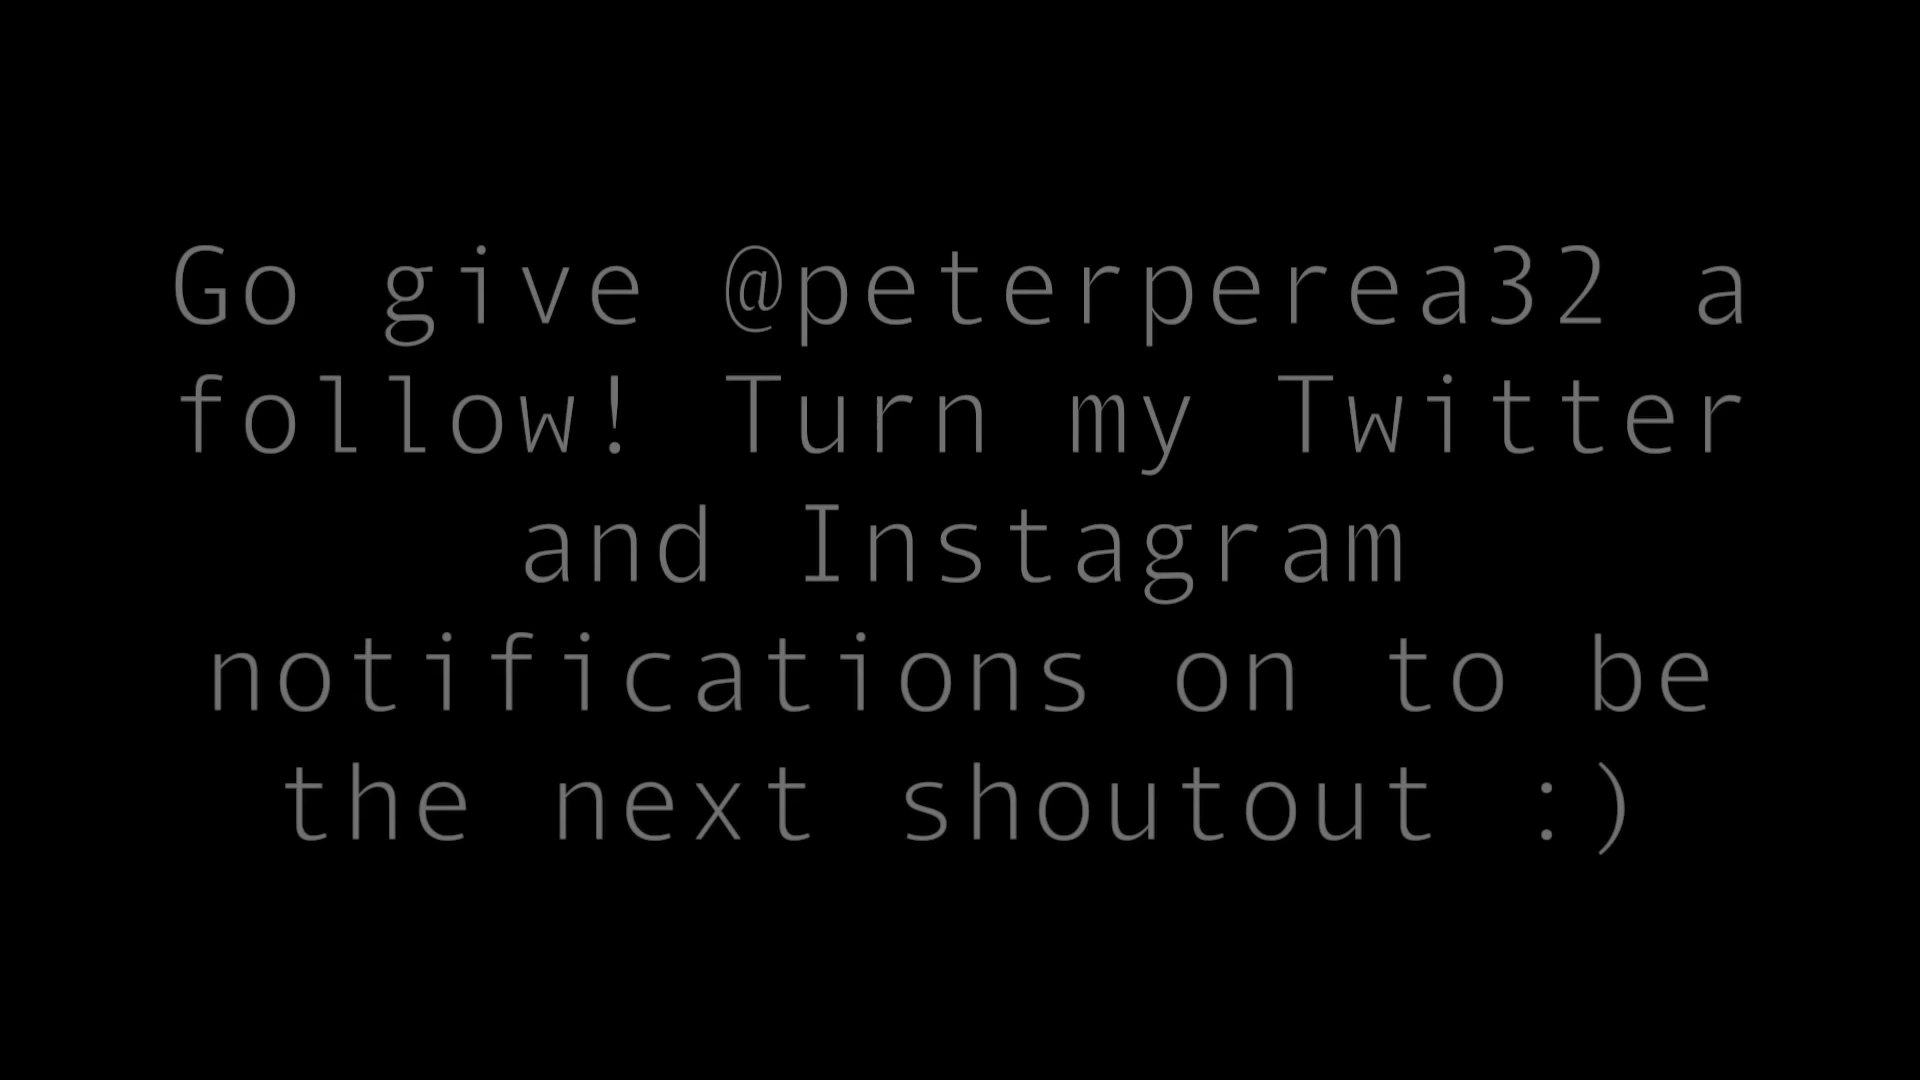 Go give @peterperea32 a
follow! Turn my Twitter
and Instagram
notifications on to be
the next shoutout :)